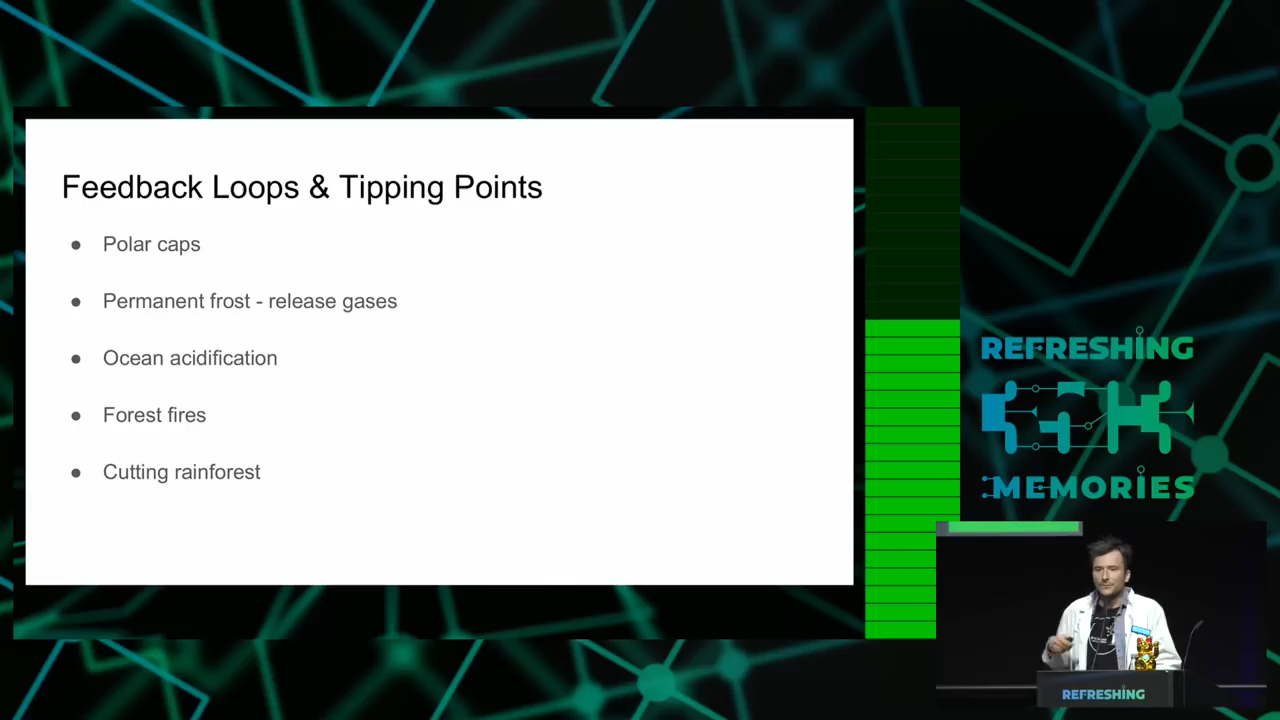 Feedback Loops & Tipping Points
● Polar caps
● Permanent frost - release gases
● Ocean acidification
● Forest fires
● Cutting rainforest
REFRESHING
MEMORIES
REFRESHING